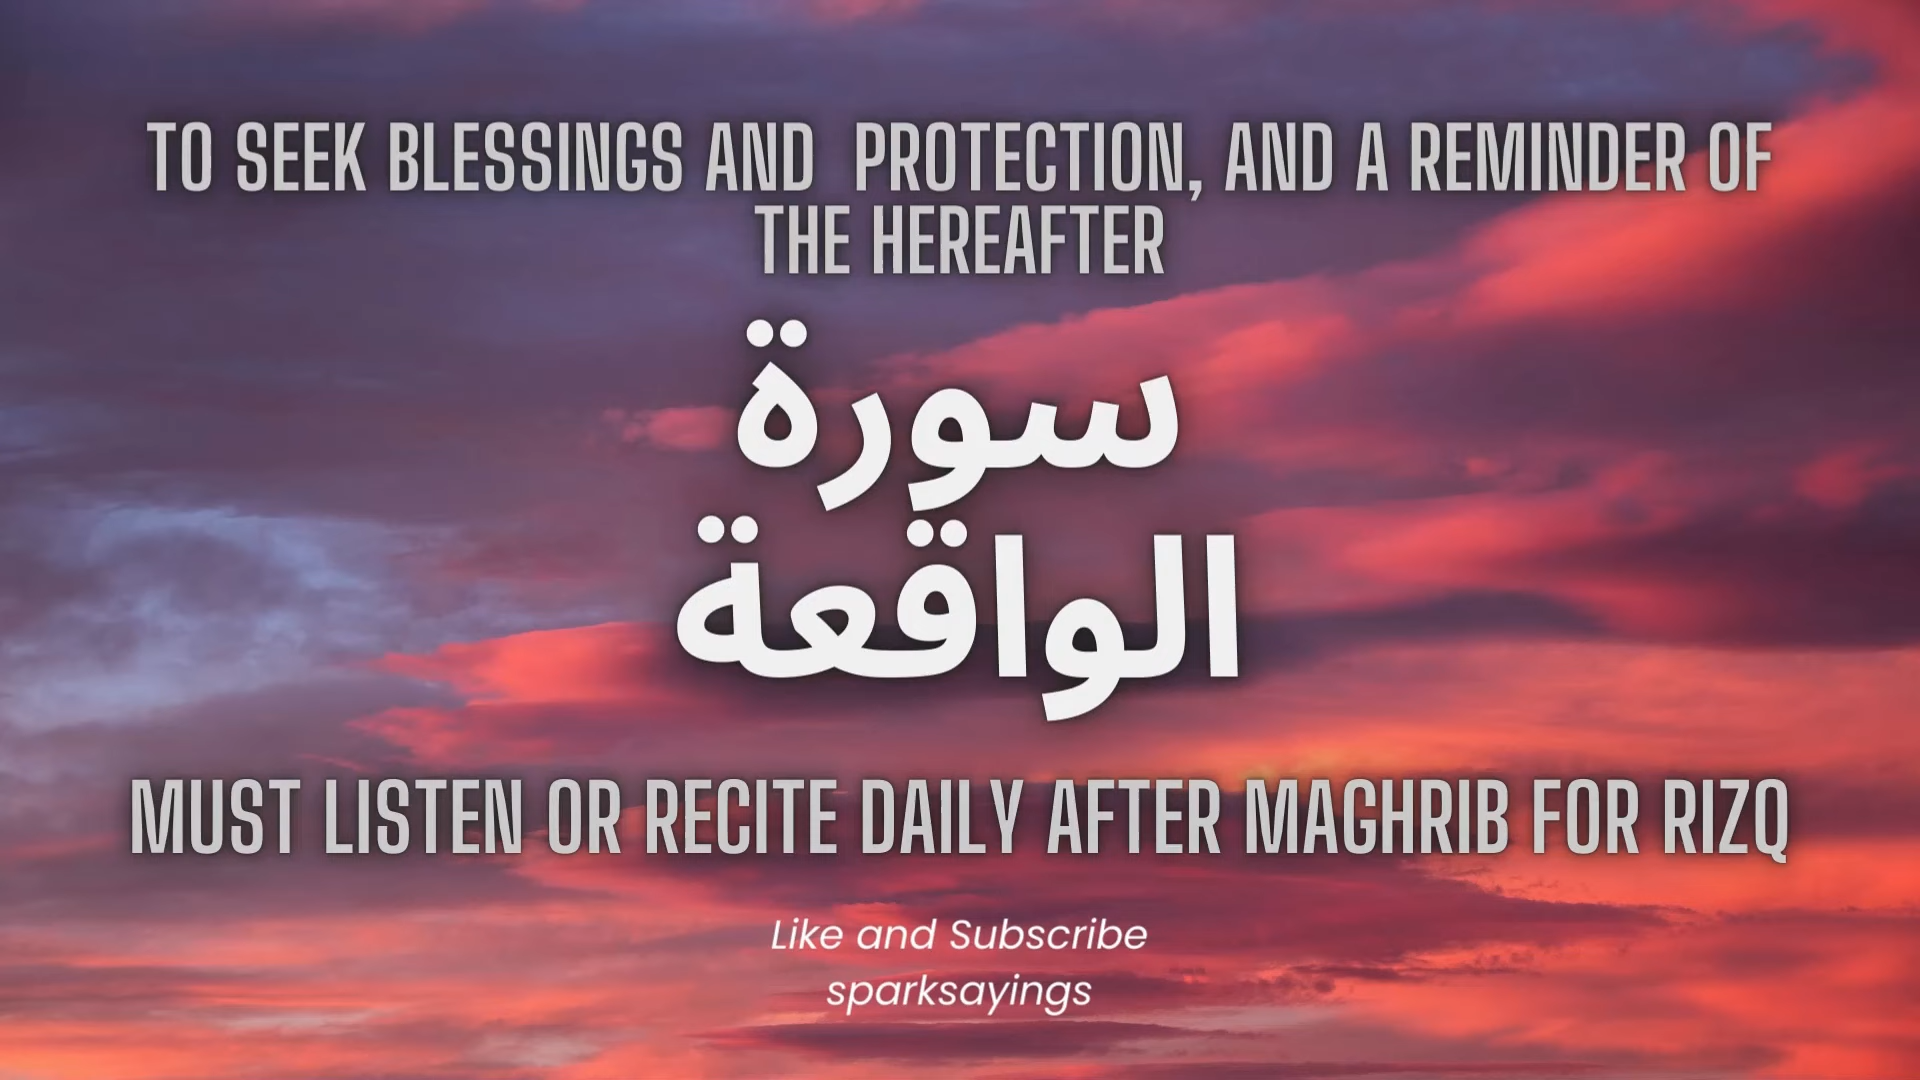 TO SEEK BLESSINGS AND  PROTECTION, AND A REMINDER OF
THE HEREAFTER
سورة
الواقعة
MUST LISTEN OR RECITE DAILY AFTER MAGHRIB FOR RIZQ
Like and Subscribe
sparksayings